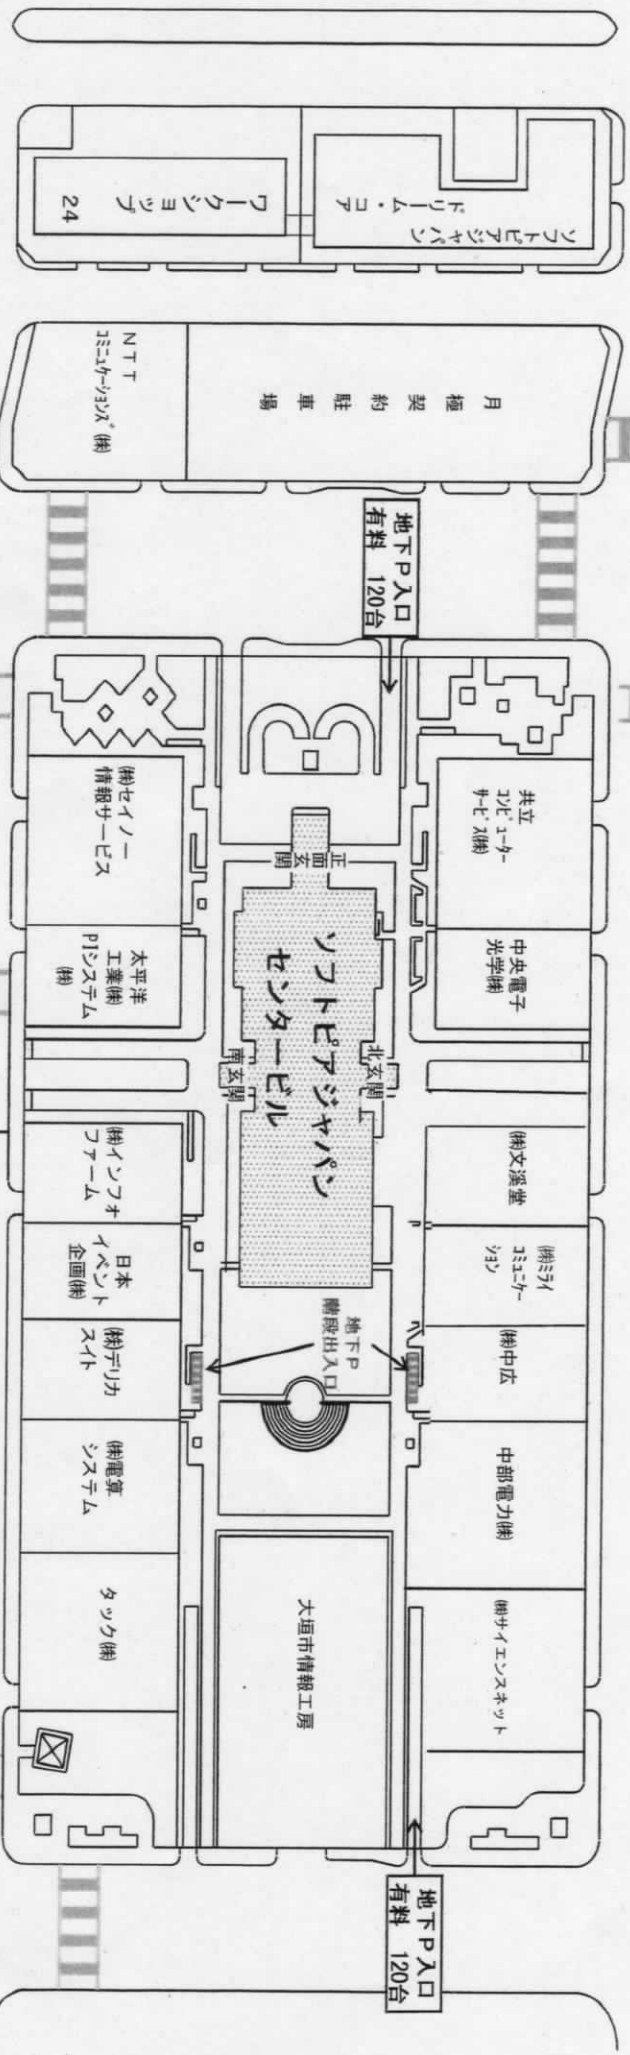 ソフトピアジャパン
ドリーム・コア
ワークショップ
24
月極契約駐車場
NTT
コミュニケーションズ(株)
地下P入口
有料 120台
共立
コンピューター
サービス(株)
中央電子
光学(株)
(株)文溪堂
(株)ミライ
コミュニケー
ション
(株)中広
中部電力(株)
(株)サイエンスネット
正面玄関
ソフトピアジャパン
センタービル
北玄関
南玄関
地下P
階段出入口
大垣市情報工房
(株)セイノー
情報サービス
太平洋
工業(株)
PIシステム
(株)
(株)インフォ
ファーム
日本
イベント
企画(株)
(株)デリカ
スイト
(株)電算
システム
タック(株)
地下P入口
有料 120台